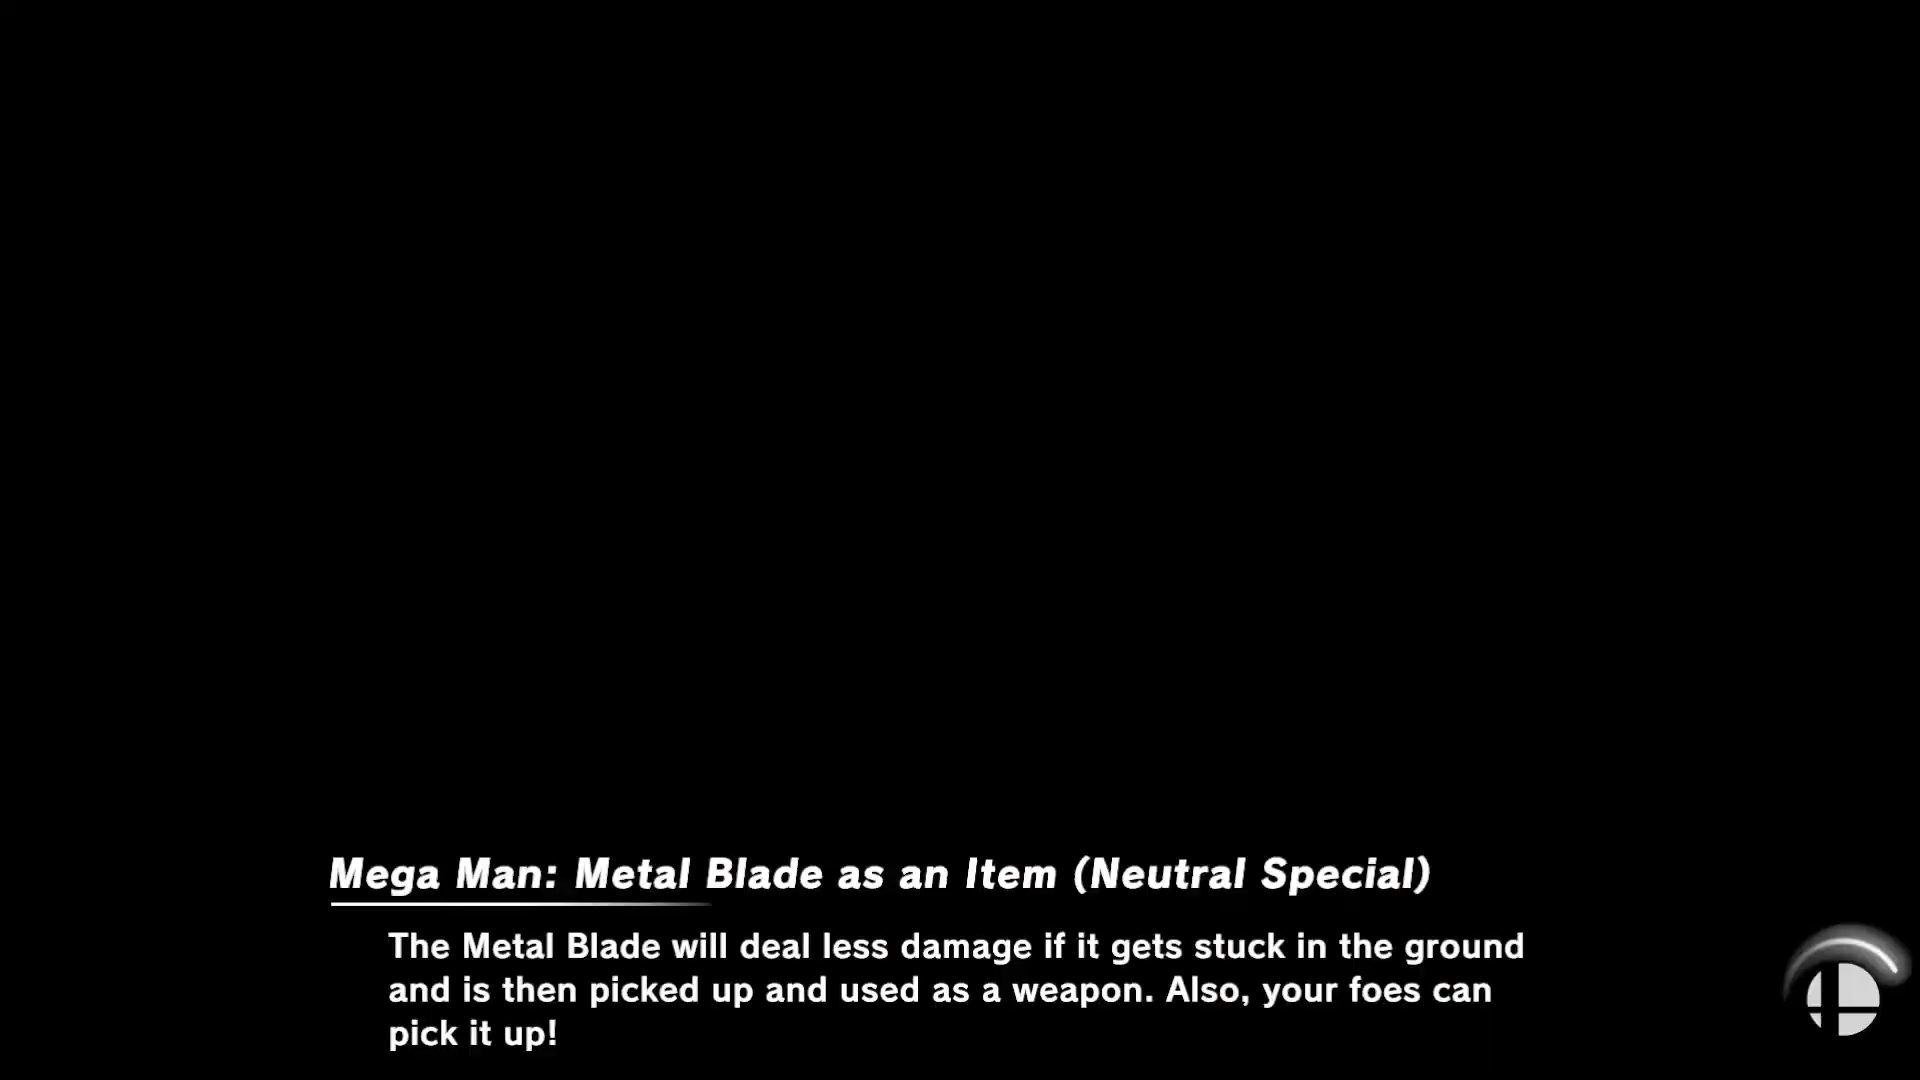 Mega Man: Metal Blade as an Item (Neutral Special)
The Metal Blade will deal less damage if it gets stuck in the ground
and is then picked up and used as a weapon. Also, your foes can
pick it up!